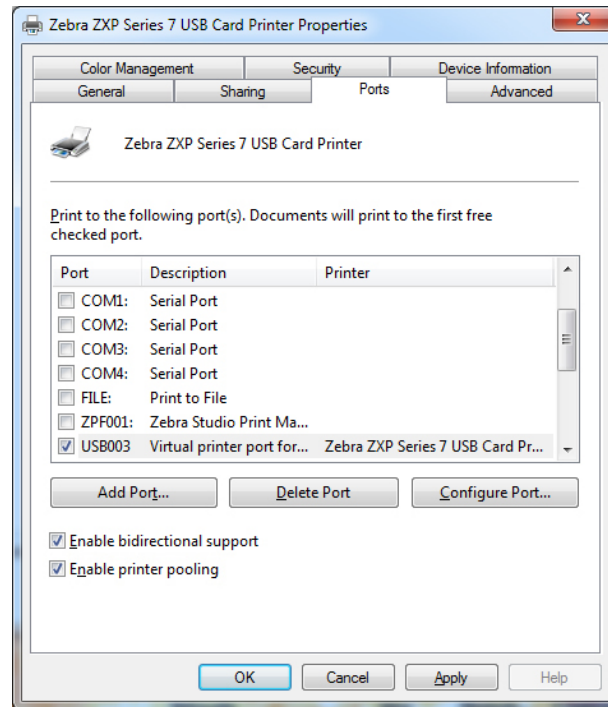 Zebra ZXP Series 7 USB Card Printer Properties
Color Management Security Device Information
General Sharing Ports Advanced
Zebra ZXP Series 7 USB Card Printer
Print to the following port(s). Documents will print to the first free
checked port.
Port Description Printer
COM1: Serial Port
COM2: Serial Port
COM3: Serial Port
COM4: Serial Port
FILE: Print to File
ZPF001: Zebra Studio Print Ma...
USB003 Virtual printer port for... Zebra ZXP Series 7 USB Card Pr...
Add Port... Delete Port Configure Port...
Enable bidirectional support
Enable printer pooling
OK Cancel Apply Help